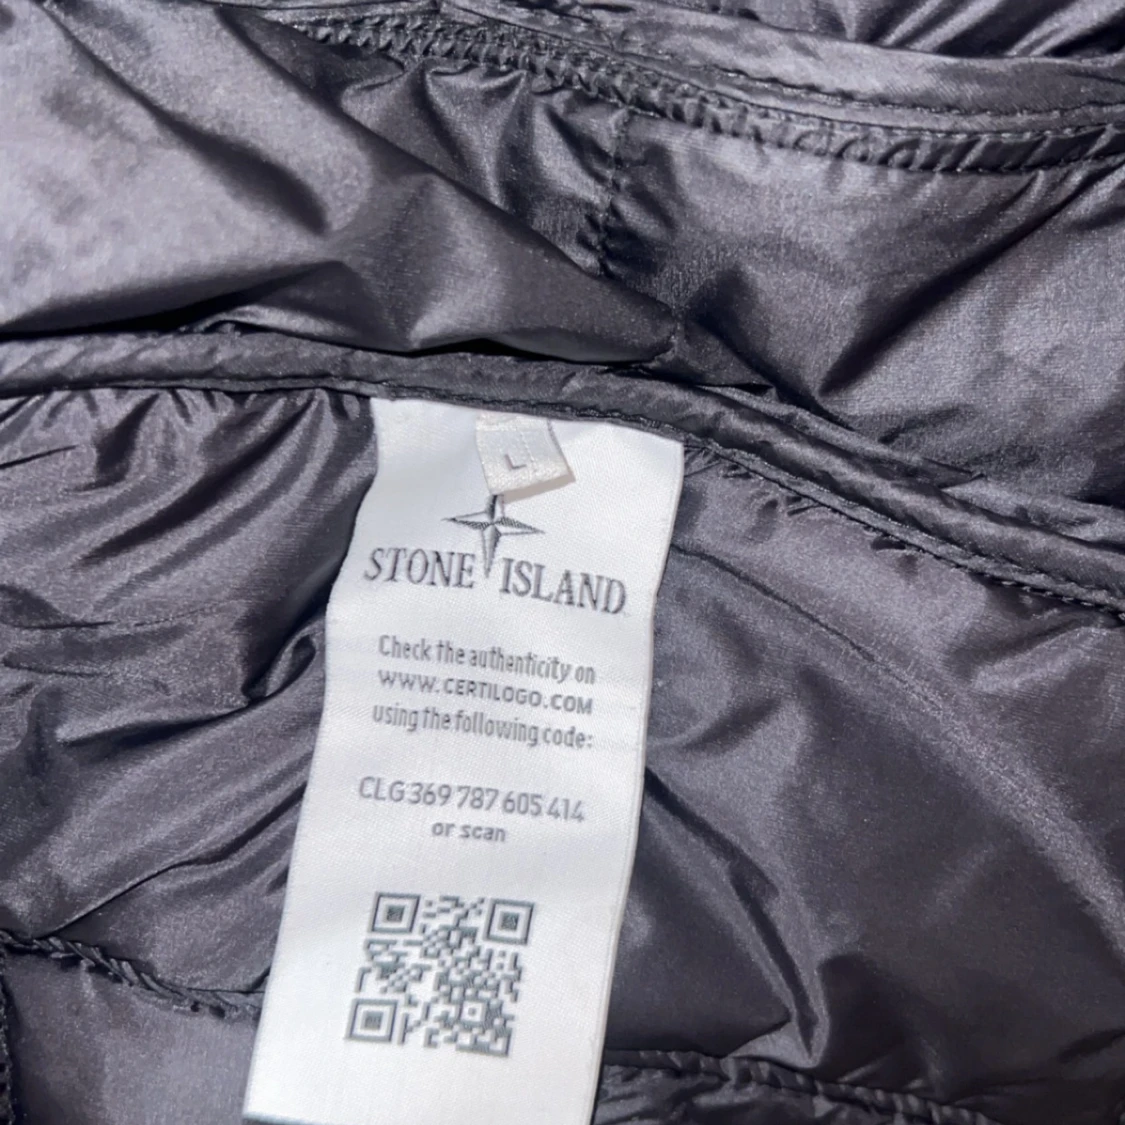 L
STONE ISLAND
Check the authenticity on
WWW.CERTILOGO.COM
using the following code:
CLG 369 787 605 414
or scan